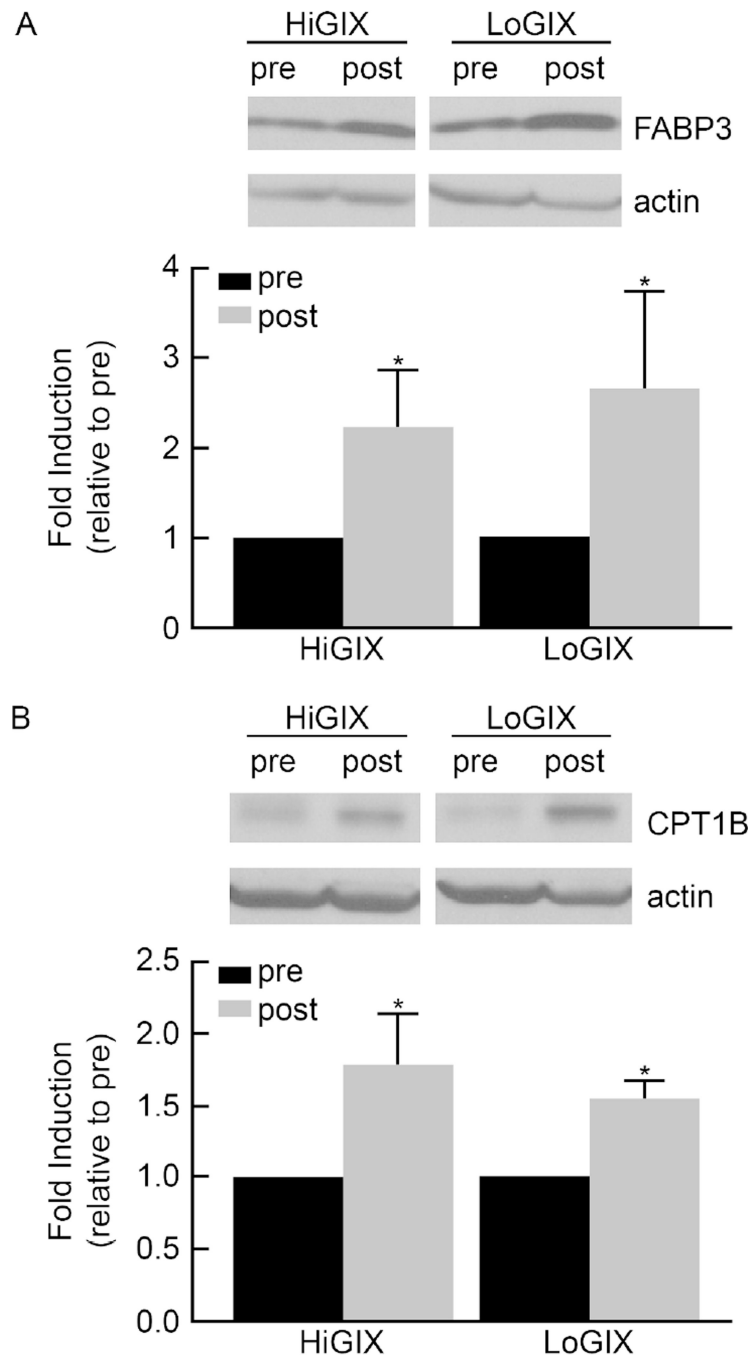 A
HiGIX LoGIX
pre post pre post
FABP3
actin
4
3
2
1
0
Fold Induction
(relative to pre)
pre
post
*
*
HiGIX LoGIX
B
HiGIX LoGIX
pre post pre post
CPT1B
actin
2.5
2.0
1.5
1.0
0.5
0.0
Fold Induction
(relative to pre)
pre
post
*
*
HiGIX LoGIX